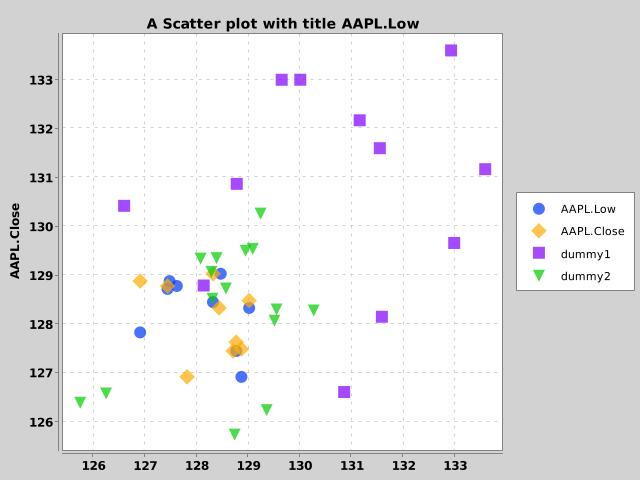 A Scatter plot with title AAPL.Low
133
132
131
130
129
128
127
126
AAPL.Close
126 127 128 129 130 131 132 133
AAPL.Low
AAPL.Close
dummy1
dummy2